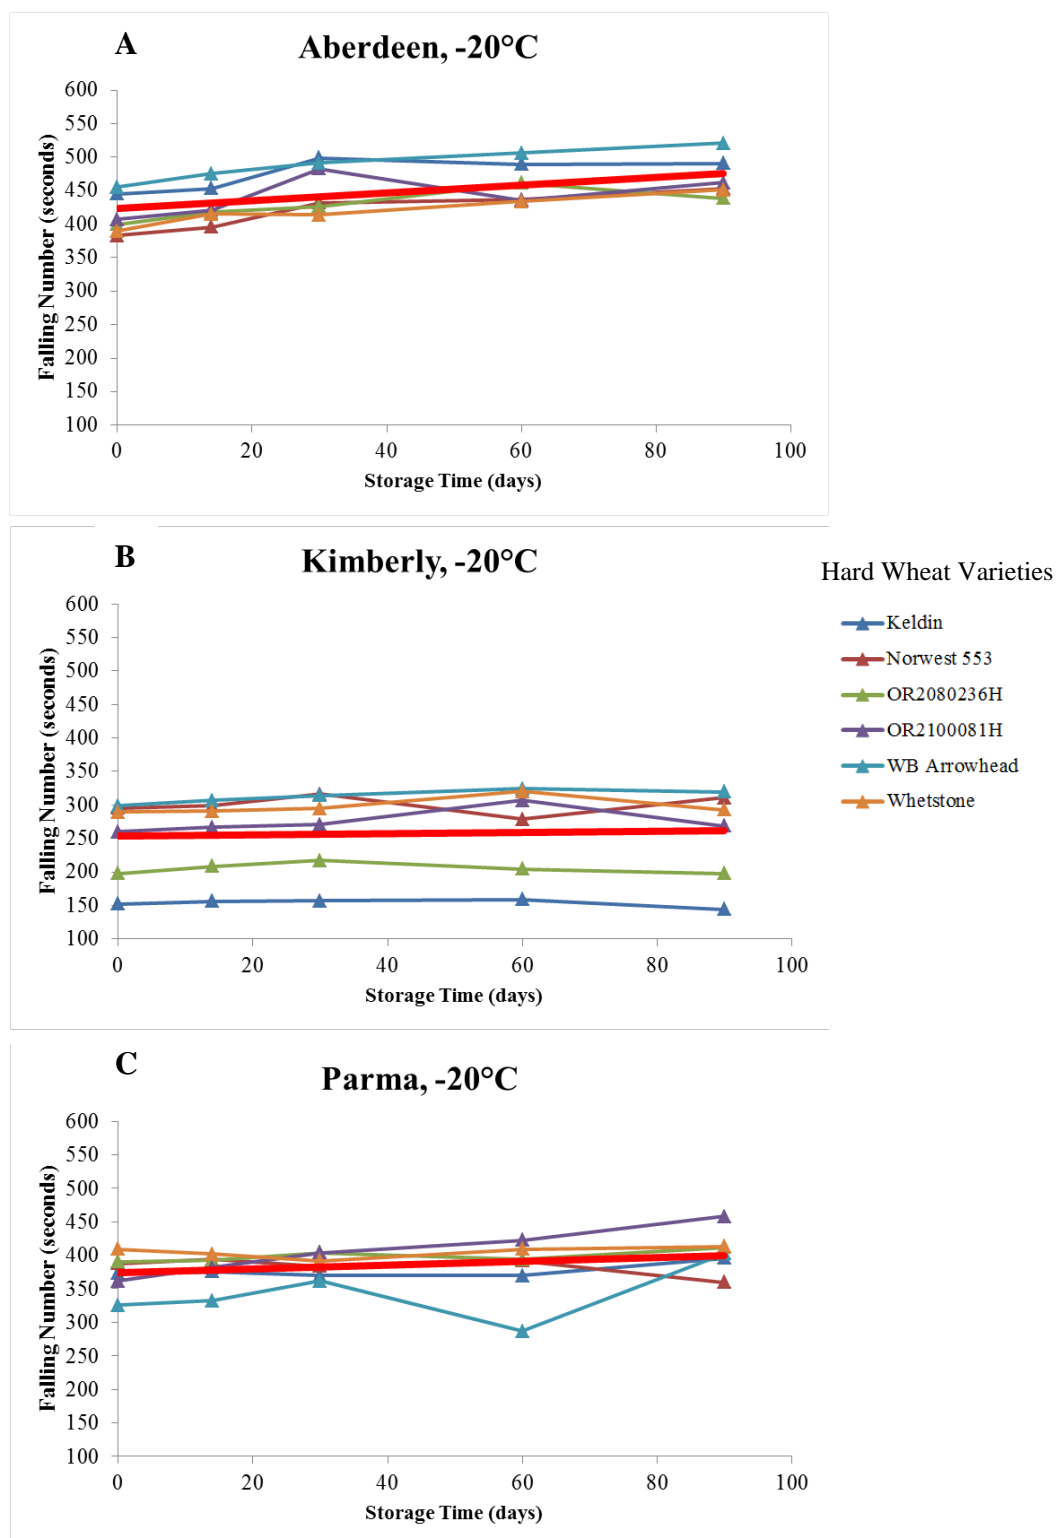 A
Aberdeen, -20°C
Falling Number (seconds)
600
550
500
450
400
350
300
250
200
150
100
0 20 40 60 80 100
Storage Time (days)
B
Kimberly, -20°C
Falling Number (seconds)
600
550
500
450
400
350
300
250
200
150
100
0 20 40 60 80 100
Storage Time (days)
Hard Wheat Varieties
Keldin
Norwest 553
OR2080236H
OR2100081H
WB Arrowhead
Whetstone
C
Parma, -20°C
Falling Number (seconds)
600
550
500
450
400
350
300
250
200
150
100
0 20 40 60 80 100
Storage Time (days)